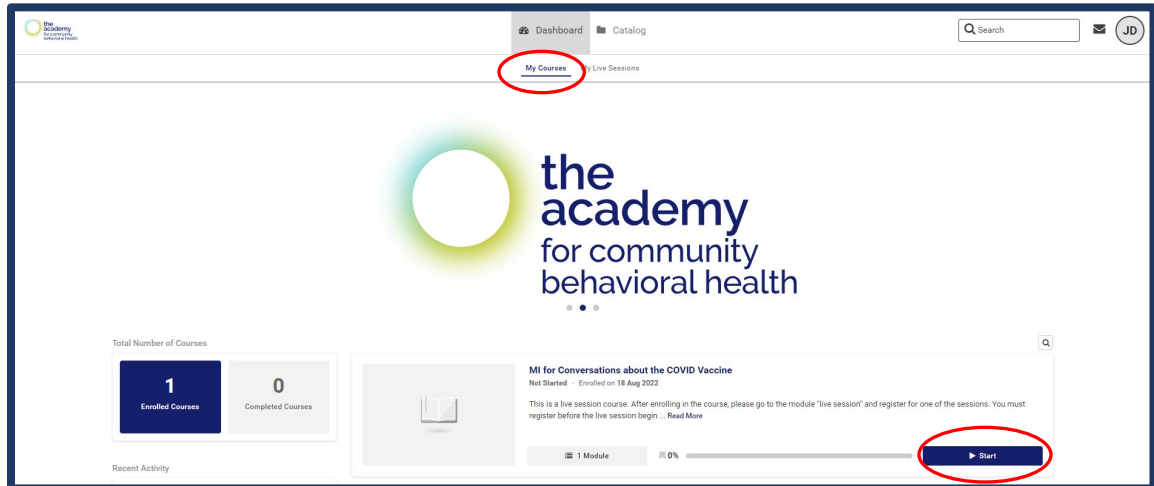 the
academy
for community
behavioral health
Dashboard
Catalog
Search
JD
My Courses
My Live Sessions
the
academy
for community
behavioral health
Total Number of Courses
1
Enrolled Courses
0
Completed Courses
MI for Conversations about the COVID Vaccine
Not Started - Enrolled on 18 Aug 2022
This is a live session course. After enrolling in the course, please go to the module "live session" and register for one of the sessions. You must
register before the live session begin ... Read More
1 Module
0%
Start
Recent Activity